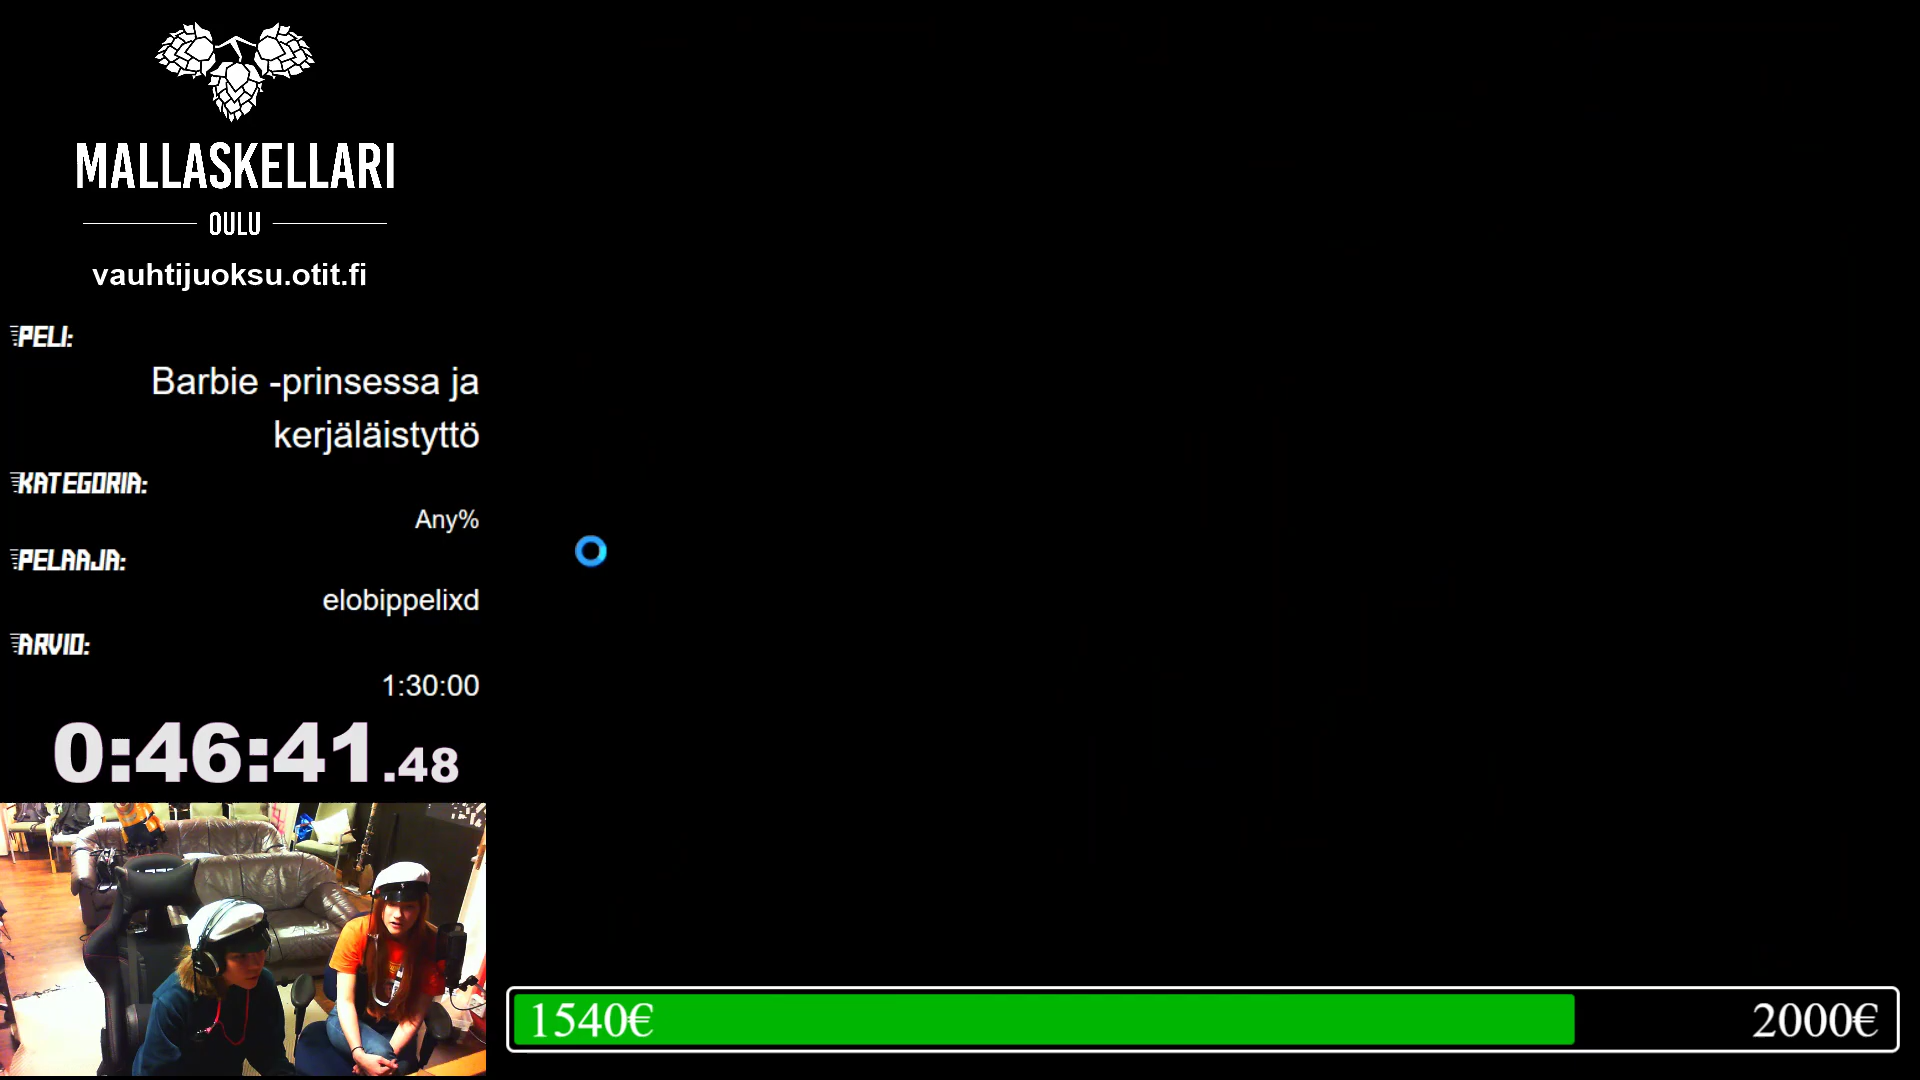 MALLASKELLARI
OULU
vauhtijuoksu.otit.fi
PELI:
Barbie -prinsessa ja
kerjäläistyttö
KATEGORIA:
Any%
PELAAJA:
elobippelixd
ARVIO:
1:30:00
0:46:41.48
1540€
2000€